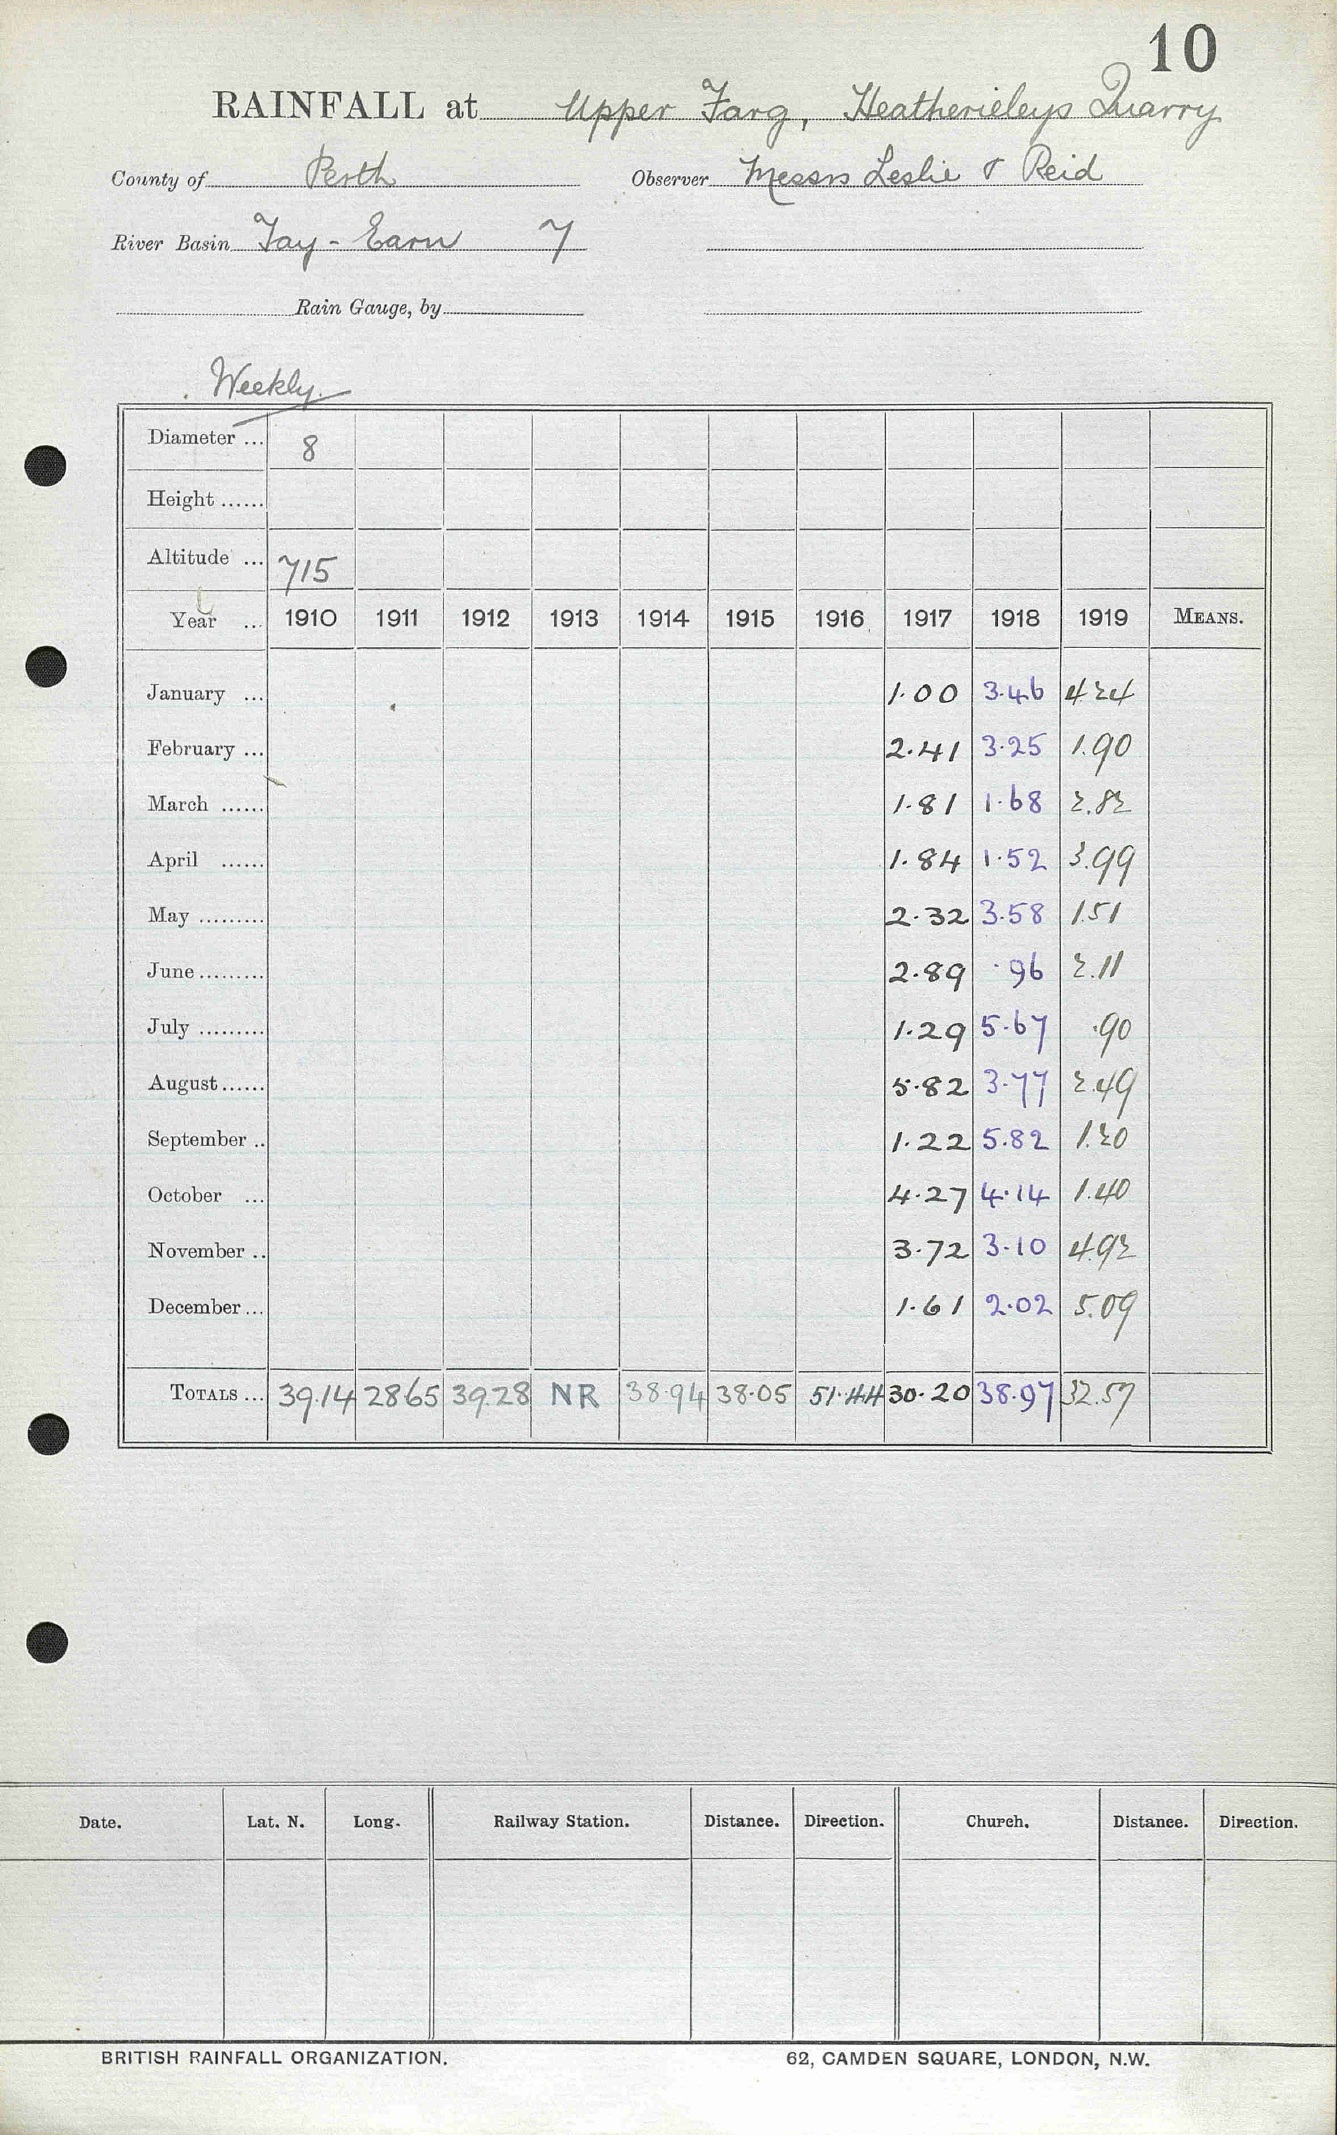 10
RAINFALL at Upper Farg, Heatherieleys Quarry
County of Perth Observer Messrs Leslie & Reid
River Basin Tay - Earn 7
Rain Gauge, by
Weekly.
Diameter ... 8
Height ......
Altitude ... 715
Year ... 1910 1911 1912 1913 1914 1915 1916 1917 1918 1919 MEANS.
January ... 1.00 3.46 4.24
February ... 2.41 3.25 1.90
March ...... 1.81 1.68 2.82
April ...... 1.84 1.52 3.99
May ......... 2.32 3.58 1.51
June ......... 2.89 .96 2.11
July ......... 1.29 5.67 .90
August ...... 5.82 3.77 2.49
September .. 1.22 5.82 1.20
October ... 4.27 4.14 1.40
November .. 3.72 3.10 4.92
December ... 1.61 2.02 5.09
TOTALS ... 39.14 28.65 39.28 NR 38.94 38.05 51.44 30.20 38.97 32.57
Date. Lat. N. Long. Railway Station. Distance. Direction. Church. Distance. Direction.
BRITISH RAINFALL ORGANIZATION. 62, CAMDEN SQUARE, LONDON, N.W.